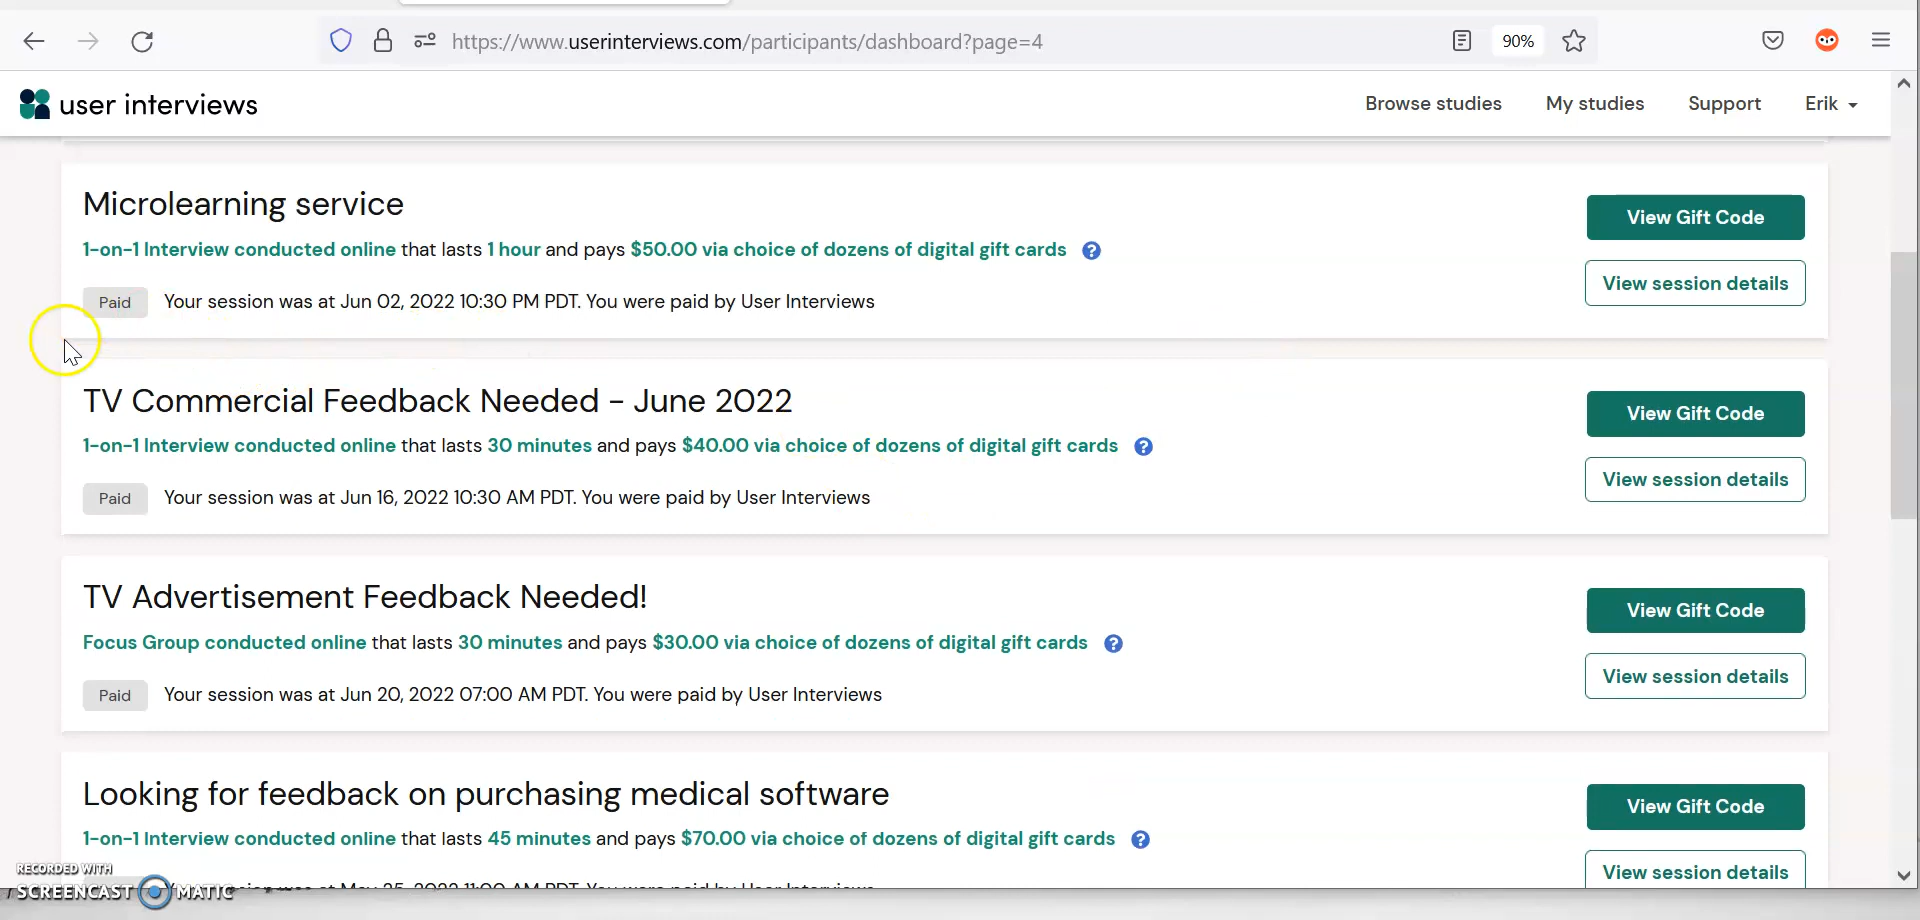 https://www.userinterviews.com/participants/dashboard?page=4
90%
user interviews
Browse studies
My studies
Support
Erik
Microlearning service
1-on-1 Interview conducted online that lasts 1 hour and pays $50.00 via choice of dozens of digital gift cards ?
Paid Your session was at Jun 02, 2022 10:30 PM PDT. You were paid by User Interviews
View Gift Code
View session details
TV Commercial Feedback Needed - June 2022
1-on-1 Interview conducted online that lasts 30 minutes and pays $40.00 via choice of dozens of digital gift cards ?
Paid Your session was at Jun 16, 2022 10:30 AM PDT. You were paid by User Interviews
View Gift Code
View session details
TV Advertisement Feedback Needed!
Focus Group conducted online that lasts 30 minutes and pays $30.00 via choice of dozens of digital gift cards ?
Paid Your session was at Jun 20, 2022 07:00 AM PDT. You were paid by User Interviews
View Gift Code
View session details
Looking for feedback on purchasing medical software
1-on-1 Interview conducted online that lasts 45 minutes and pays $70.00 via choice of dozens of digital gift cards ?
View Gift Code
View session details
RECORDED WITH
SCREENCAST MATIC